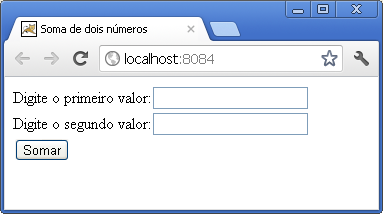 Soma de dois números
localhost:8084
Digite o primeiro valor:
Digite o segundo valor:
Somar